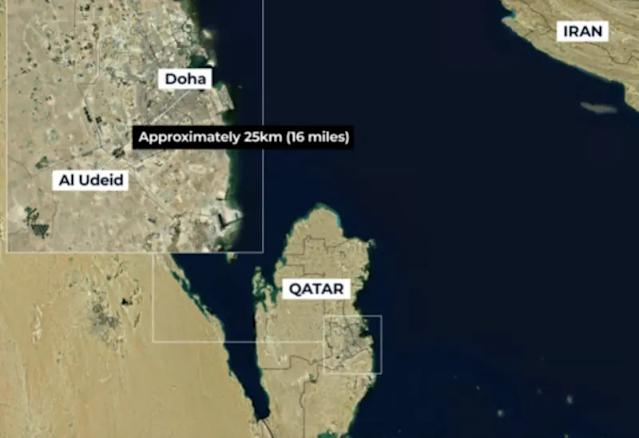 IRAN
Doha
Approximately 25km (16 miles)
Al Udeid
QATAR